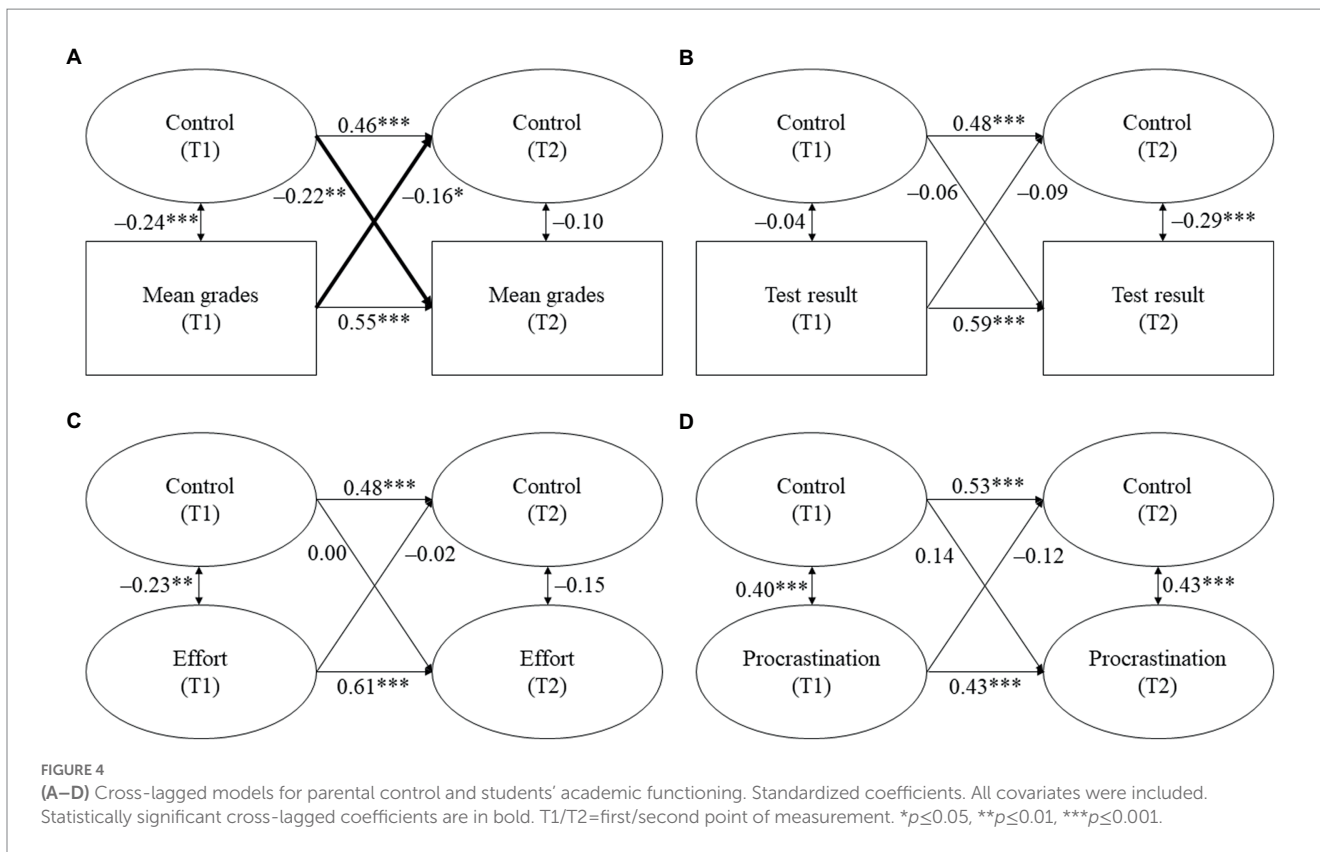 A
Control
(T1)
0.46***
Control
(T2)
–0.22**
–0.16*
–0.24***
–0.10
Mean grades
(T1)
0.55***
Mean grades
(T2)
B
Control
(T1)
0.48***
Control
(T2)
–0.06
–0.09
–0.04
–0.29***
Test result
(T1)
0.59***
Test result
(T2)
C
Control
(T1)
0.48***
Control
(T2)
0.00
–0.02
–0.23**
–0.15
Effort
(T1)
0.61***
Effort
(T2)
D
Control
(T1)
0.53***
Control
(T2)
0.14
–0.12
0.40***
0.43***
Procrastination
(T1)
0.43***
Procrastination
(T2)
FIGURE 4
(A–D) Cross-lagged models for parental control and students’ academic functioning. Standardized coefficients. All covariates were included.
Statistically significant cross-lagged coefficients are in bold. T1/T2=first/second point of measurement. *p≤0.05, **p≤0.01, ***p≤0.001.